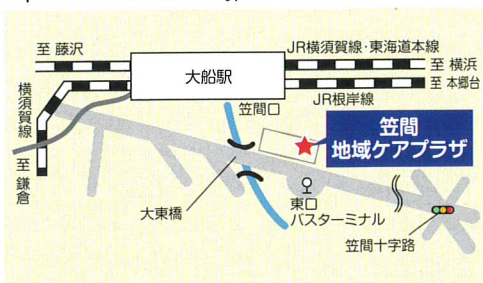 至 藤沢
JR横須賀線・東海道本線
至 横浜
大船駅
至 本郷台
JR根岸線
横須賀線
笠間口
笠間
地域ケアプラザ
至 鎌倉
大東橋
東口
バスターミナル
笠間十字路